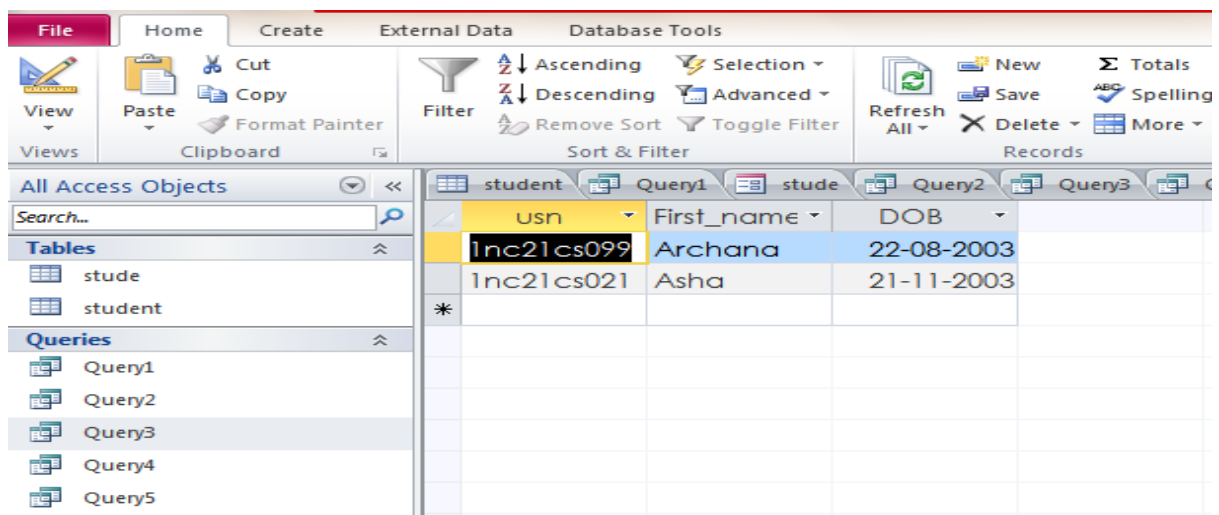 File Home Create External Data Database Tools
Cut Ascending Selection New Σ Totals
Copy Descending Advanced Save Spelling
View Paste Format Painter Filter Remove Sort Toggle Filter Refresh All Delete More
Views Clipboard Sort & Filter Records
All Access Objects « student Query1 stude Query2 Query3
Search... usn First_name DOB
Tables 1nc21cs099 Archana 22-08-2003
stude 1nc21cs021 Asha 21-11-2003
student
Queries
Query1
Query2
Query3
Query4
Query5